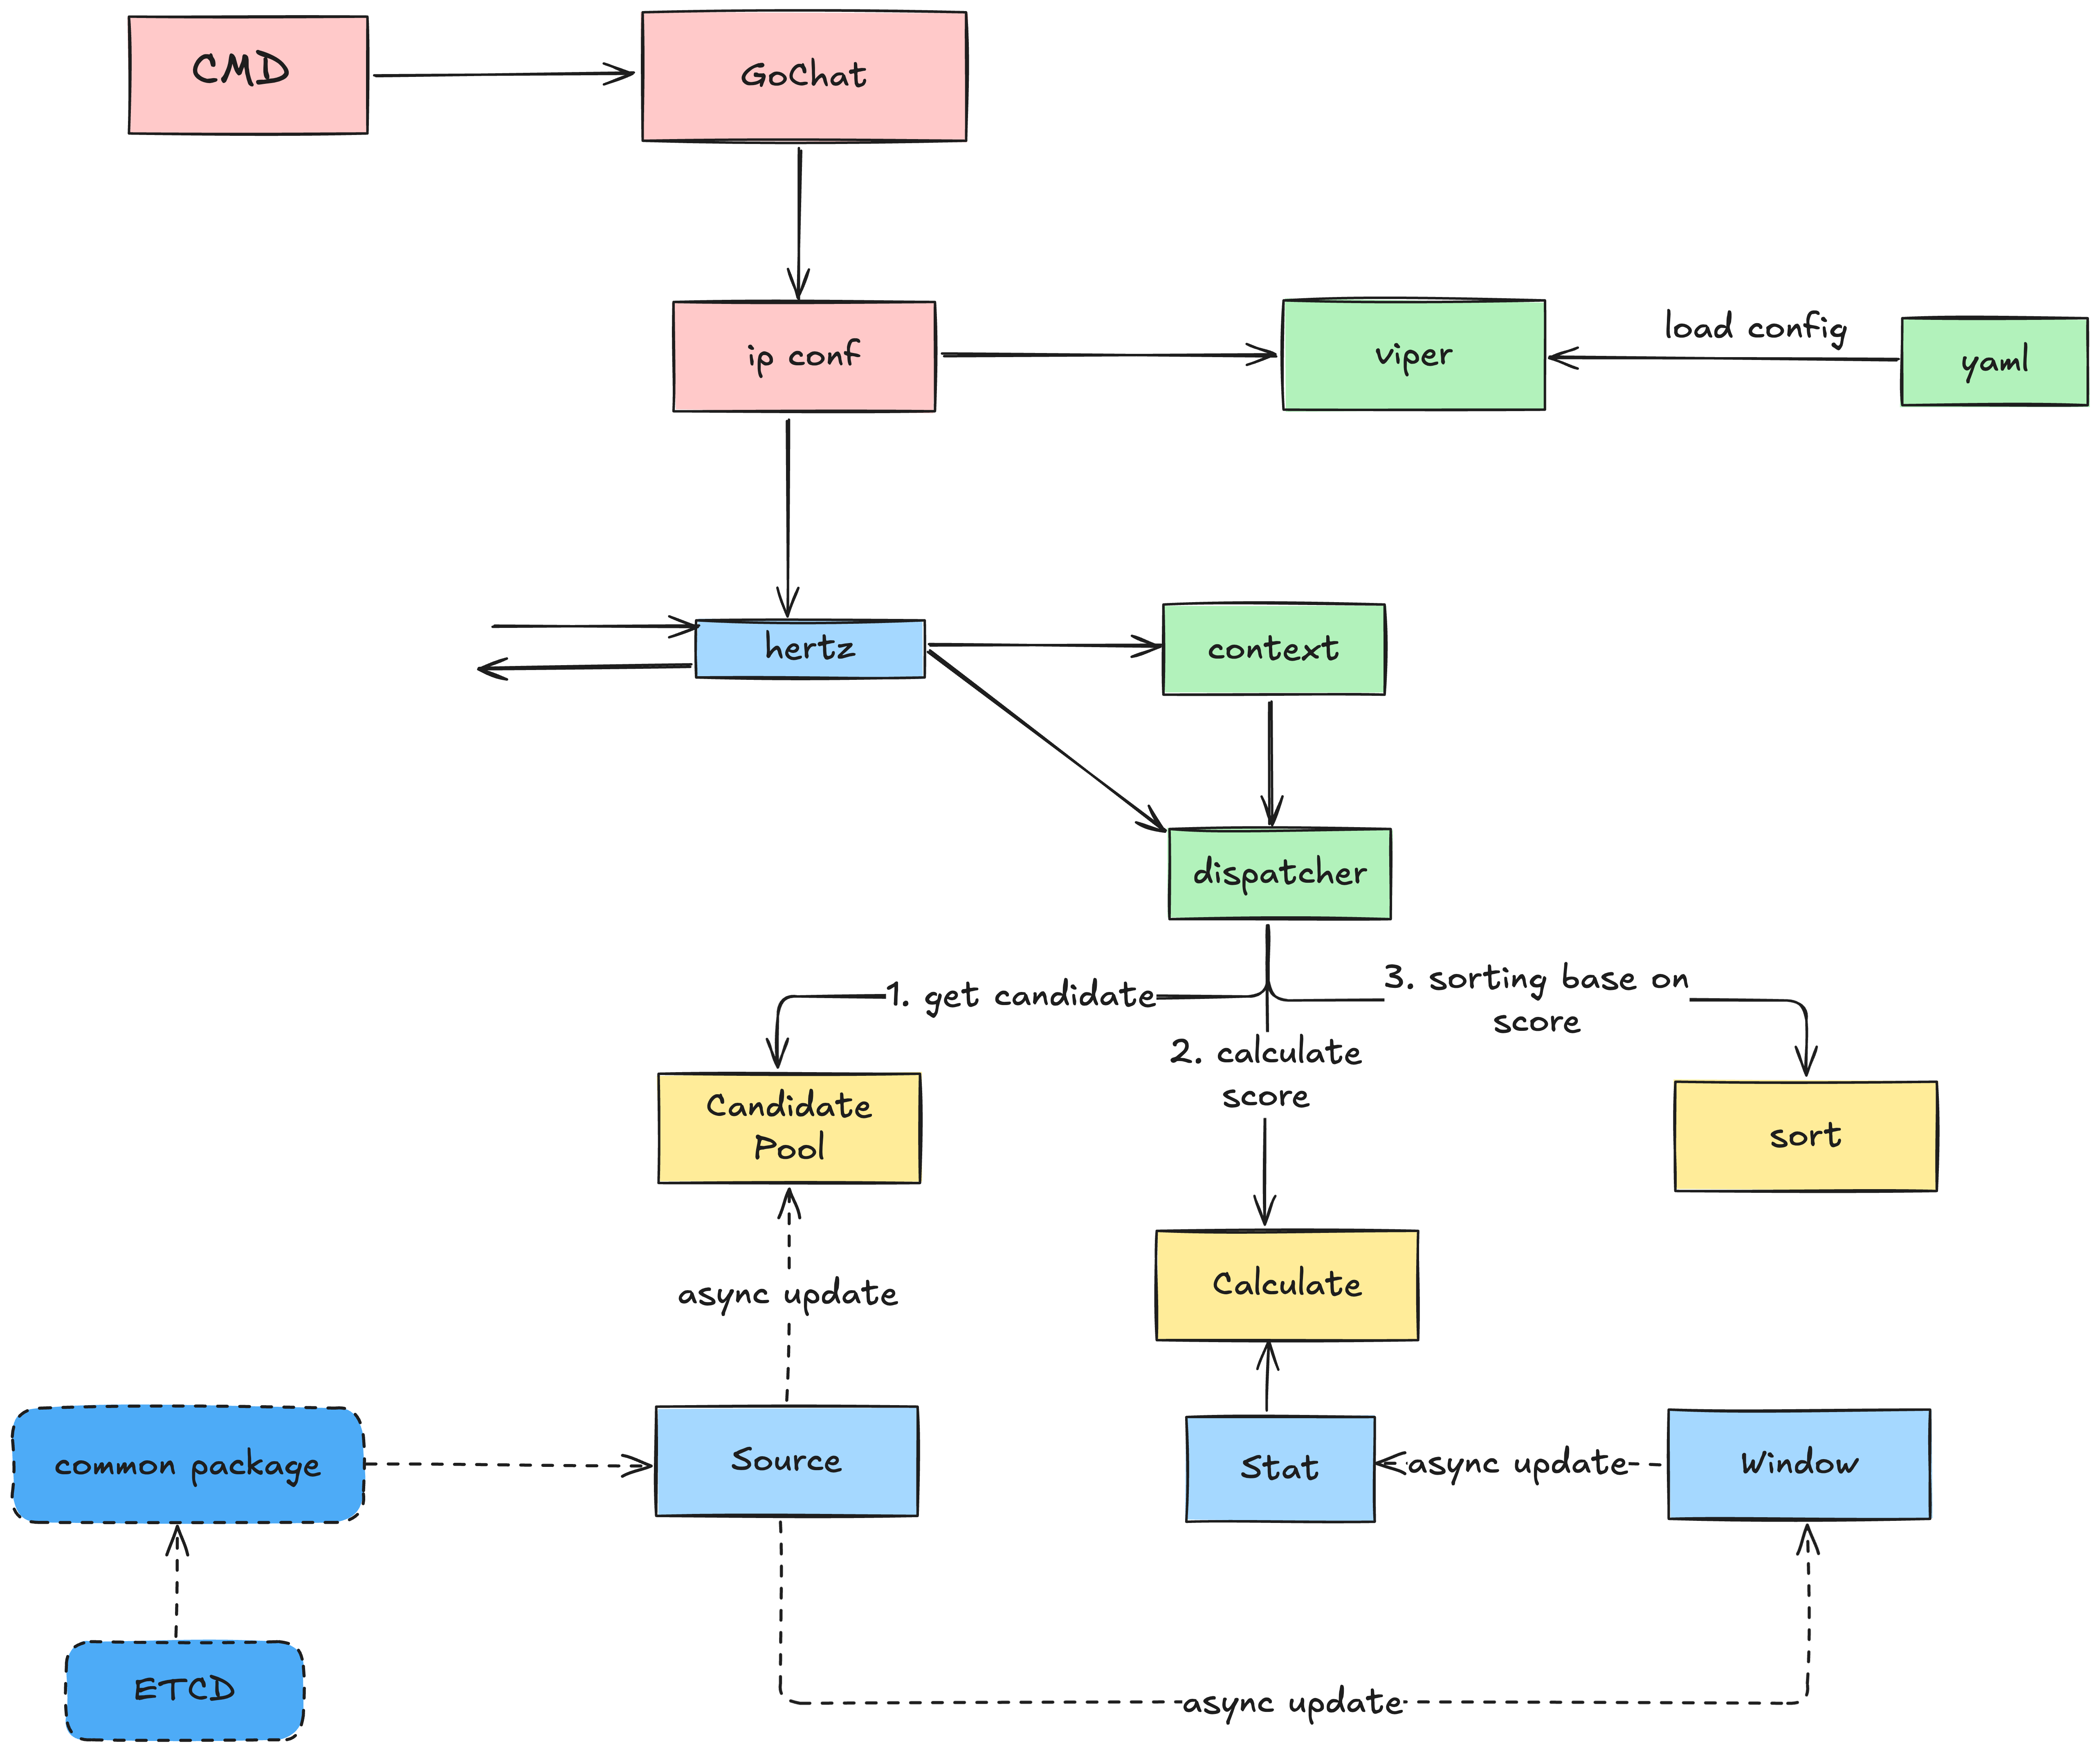 CMD
GoChat
ip conf
viper
load config
yaml
hertz
context
dispatcher
1. get candidate
3. sorting base on
score
2. calculate
score
Candidate
Pool
sort
async update
Calculate
common package
Source
Stat
async update
Window
ETCD
async update